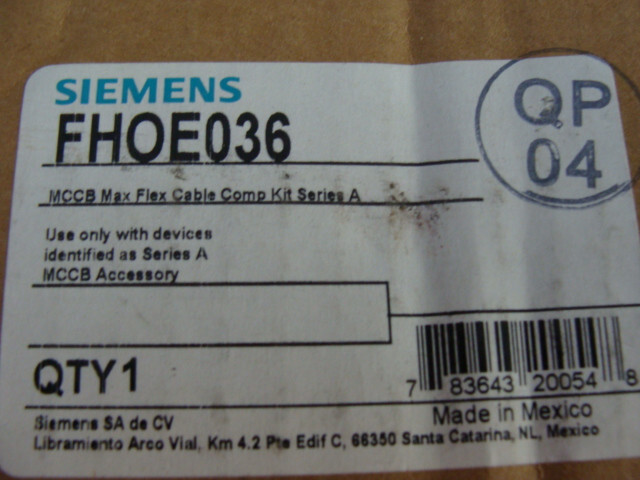 SIEMENS
FHOE036
QP
04
MCCB Max Flex Cable Comp Kit Series A
Use only with devices
identified as Series A
MCCB Accessory
QTY1
7 83643 20054 8
Made in Mexico
Siemens SA de CV
Libramiento Arco Vial, Km 4.2 Pte Edif C, 66350 Santa Catarina, NL, Mexico